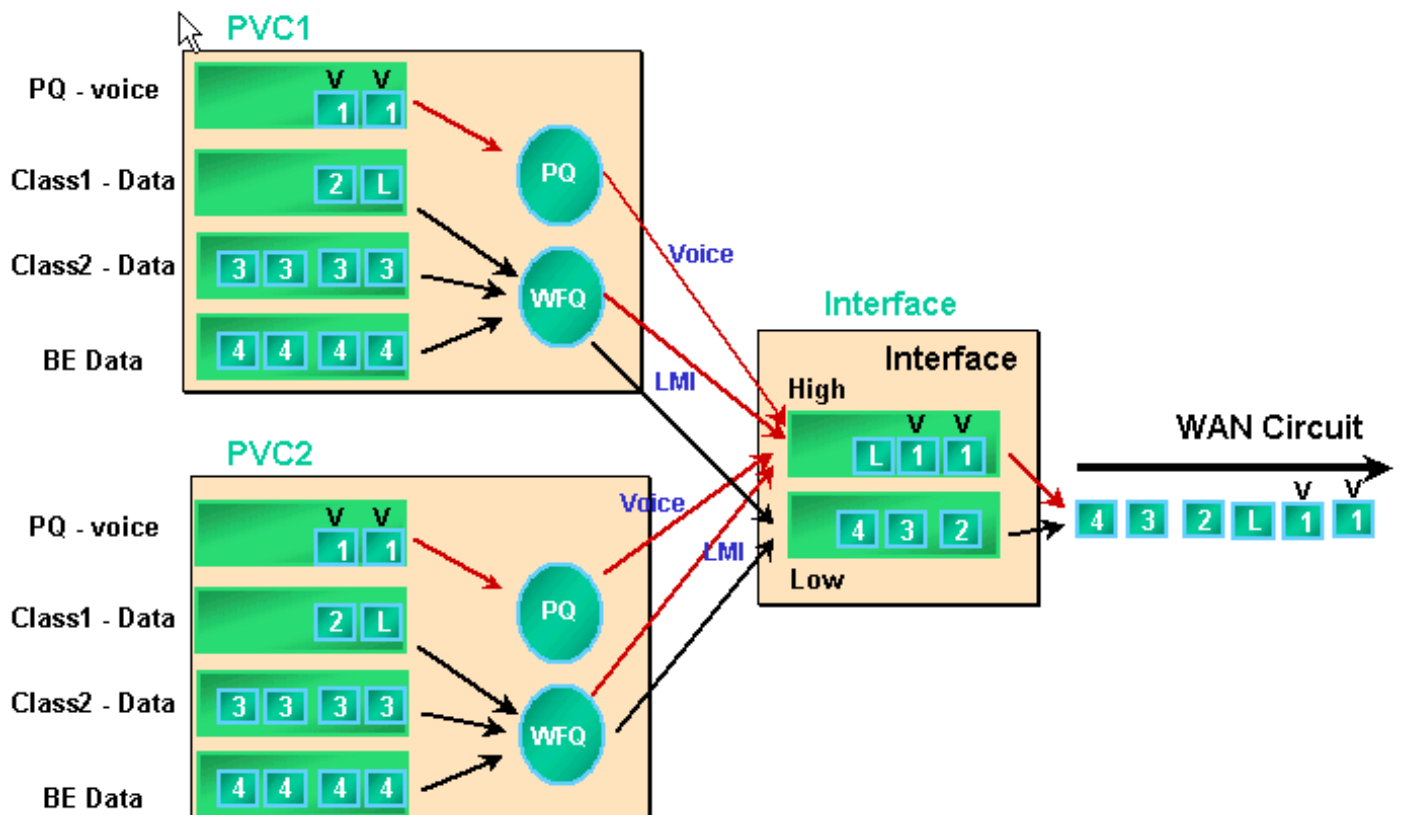 PVC1
PQ - voice
V V
1 1
PQ
Class1 - Data
2 L
Class2 - Data
3 3 3 3
WFQ
BE Data
4 4 4 4
Voice
LMI
PVC2
PQ - voice
V V
1 1
PQ
Class1 - Data
2 L
Class2 - Data
3 3 3 3
WFQ
BE Data
4 4 4 4
Voice
LMI
Interface
Interface
High
V V
L 1 1
4 3 2
Low
WAN Circuit
V V
4 3 2 L 1 1